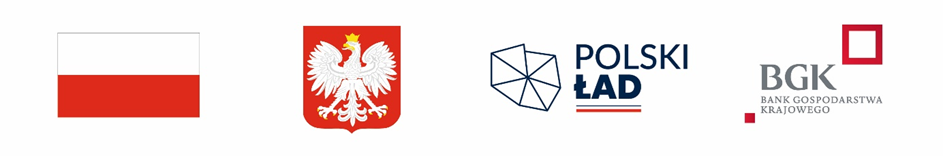 POLSKI
ŁAD
BGK
BANK GOSPODARSTWA
KRAJOWEGO